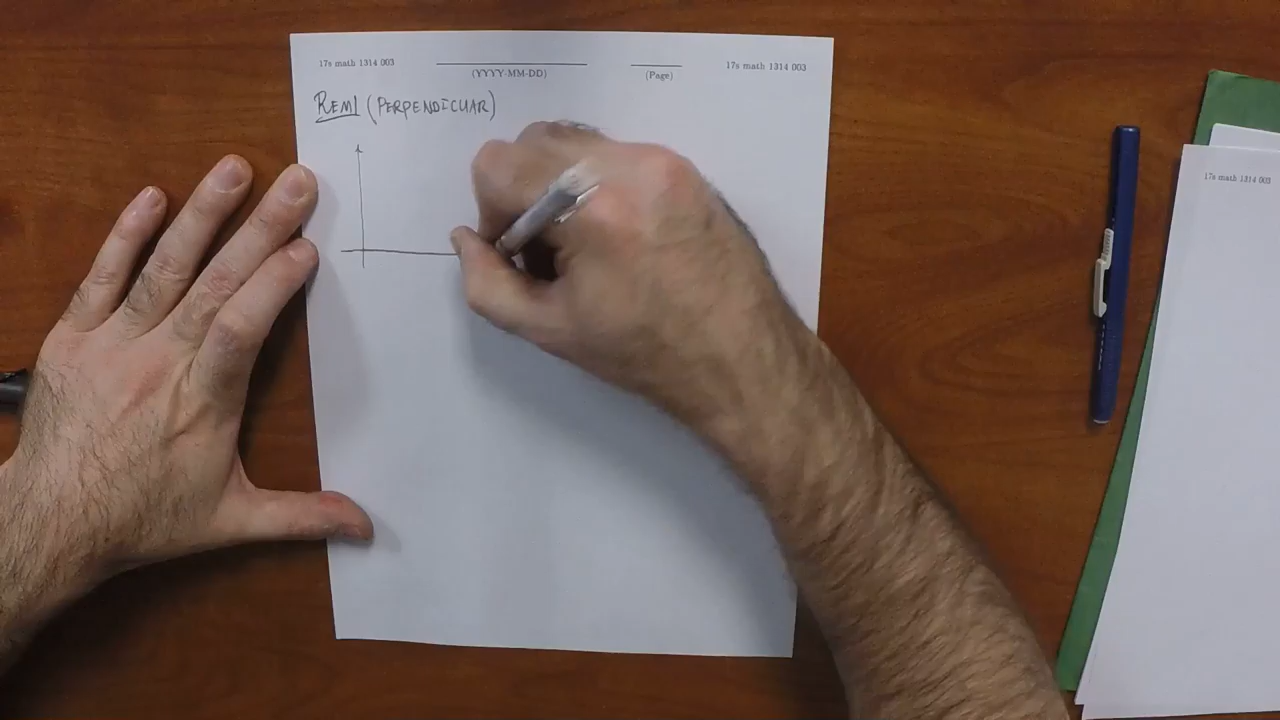 17s math 1314 003 (YYYY-MM-DD) (Page) 17s math 1314 003
REM1 (PERPENDICUAR)
17s math 1314 003